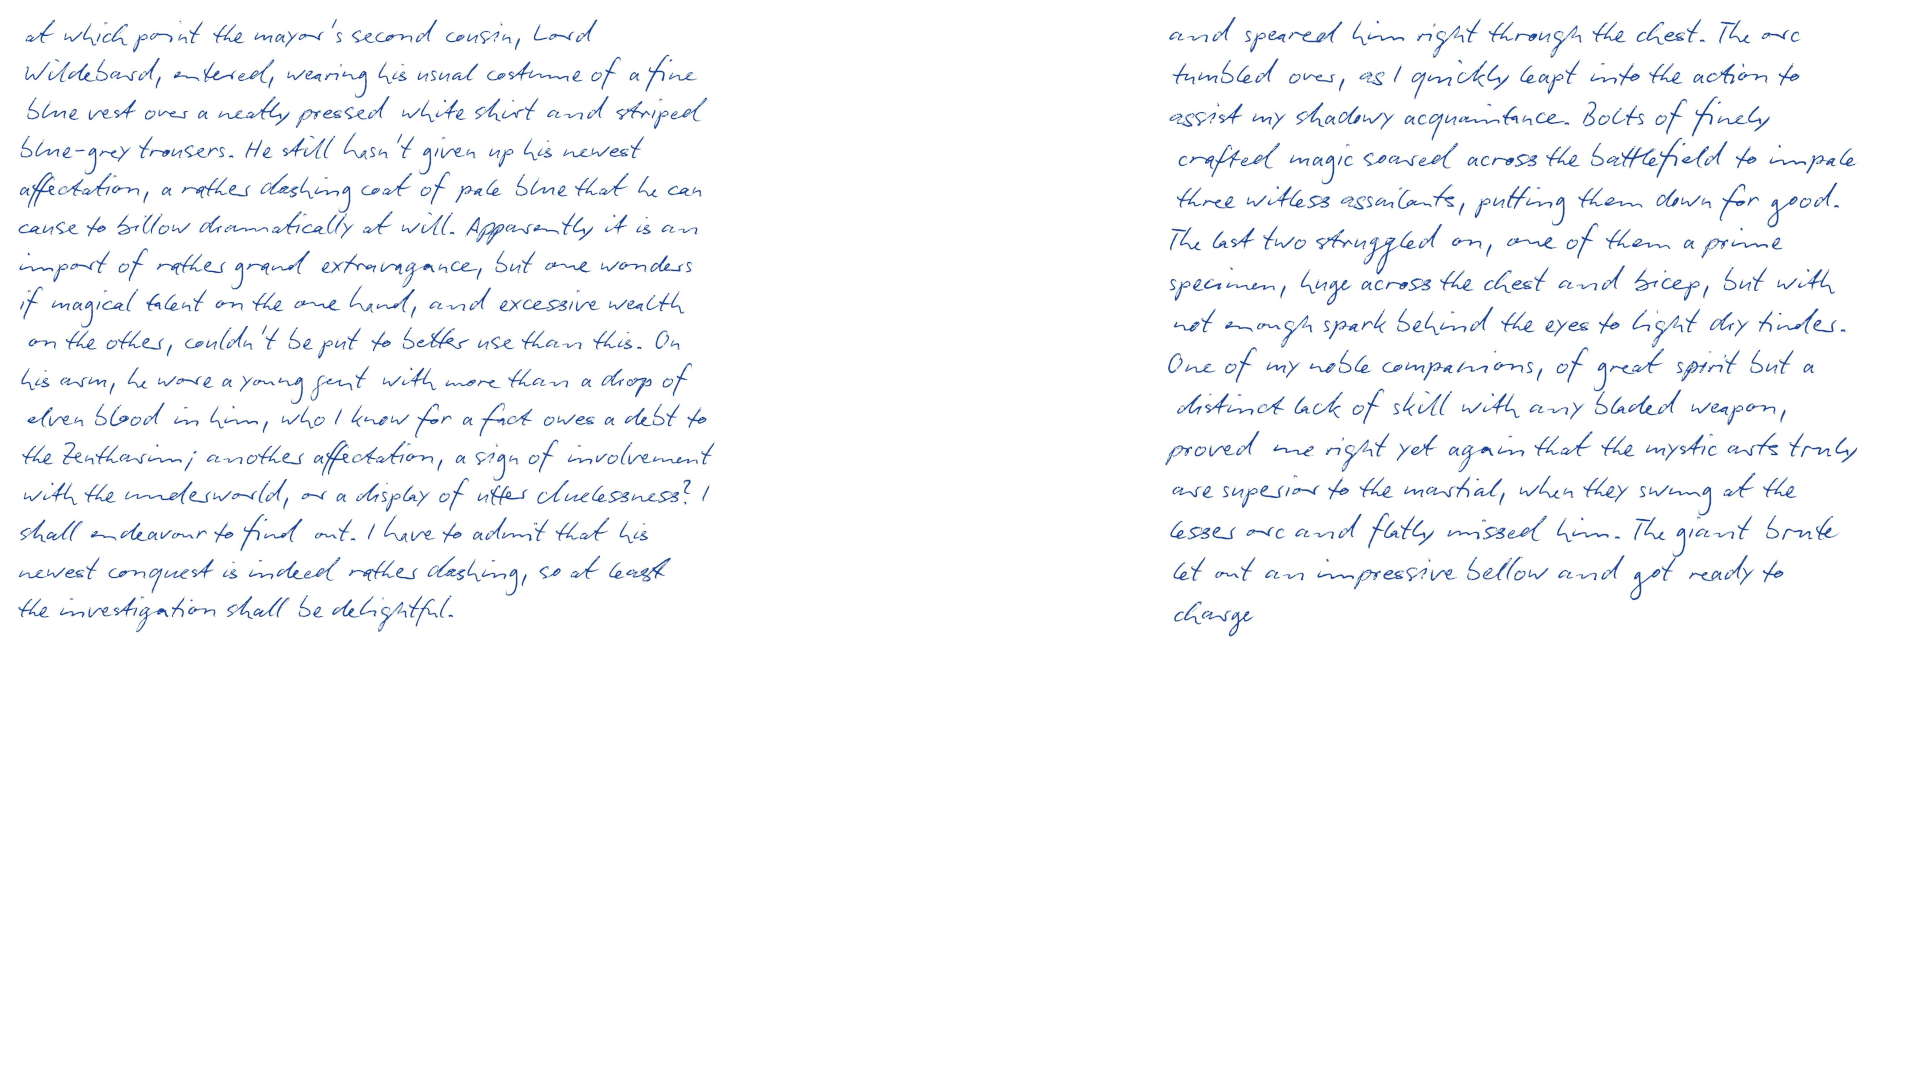 at which point the mayor's second cousin, Lord
Wildebard, entered, wearing his usual costume of a fine
blue vest over a neatly pressed white shirt and striped
blue-grey trousers. He still hasn't given up his newest
affectation, a rather dashing coat of pale blue that he can
cause to billow dramatically at will. Apparently it is an
import of rather grand extravagance, but one wonders
if magical talent on the one hand, and excessive wealth
on the other, couldn't be put to better use than this. On
his arm, he wore a young gent with more than a drop of
elven blood in him, who I know for a fact owes a debt to
the Zentharim; another affectation, a sign of involvement
with the underworld, or a display of utter cluelessness? I
shall endeavour to find out. I have to admit that his
newest conquest is indeed rather dashing, so at least
the investigation shall be delightful.
and speared him right through the chest. The orc
tumbled over, as I quickly leapt into the action to
assist my shadowy acquaintance. Bolts of finely
crafted magic soared across the battlefield to impale
three witless assailants, putting them down for good.
The last two struggled on, one of them a prime
specimen, huge across the chest and bicep, but with
not enough spark behind the eyes to light dry tinder.
One of my noble companions, of great spirit but a
distinct lack of skill with any bladed weapon,
proved me right yet again that the mystic arts truly
are superior to the martial, when they swung at the
lesser orc and flatly missed him. The giant brute
let out an impressive bellow and got ready to
charge